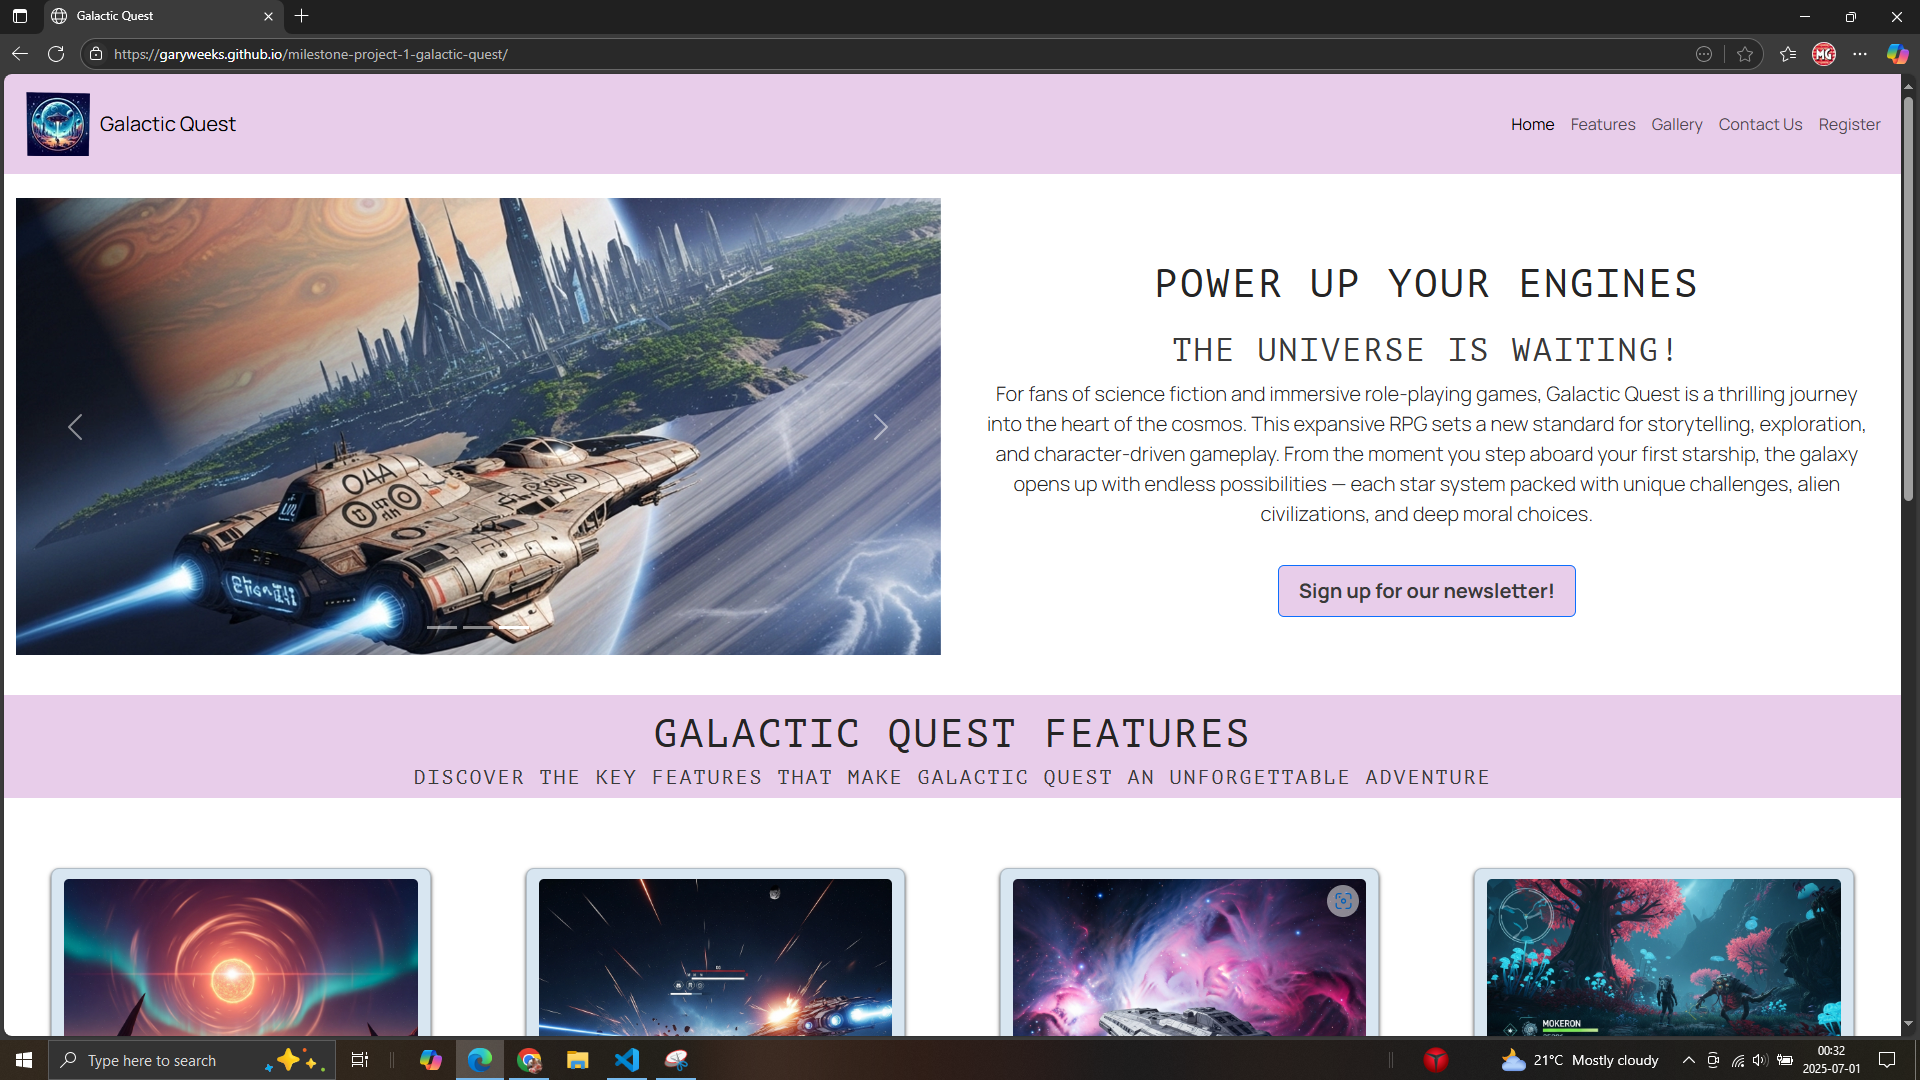 Galactic Quest
https://garyweeks.github.io/milestone-project-1-galactic-quest/
Galactic Quest
Home Features Gallery Contact Us Register
POWER UP YOUR ENGINES
THE UNIVERSE IS WAITING!
For fans of science fiction and immersive role-playing games, Galactic Quest is a thrilling journey
into the heart of the cosmos. This expansive RPG sets a new standard for storytelling, exploration,
and character-driven gameplay. From the moment you step aboard your first starship, the galaxy
opens up with endless possibilities — each star system packed with unique challenges, alien
civilizations, and deep moral choices.
Sign up for our newsletter!
GALACTIC QUEST FEATURES
DISCOVER THE KEY FEATURES THAT MAKE GALACTIC QUEST AN UNFORGETTABLE ADVENTURE
MOKERON
Type here to search
21°C Mostly cloudy
00:32
2025-07-01